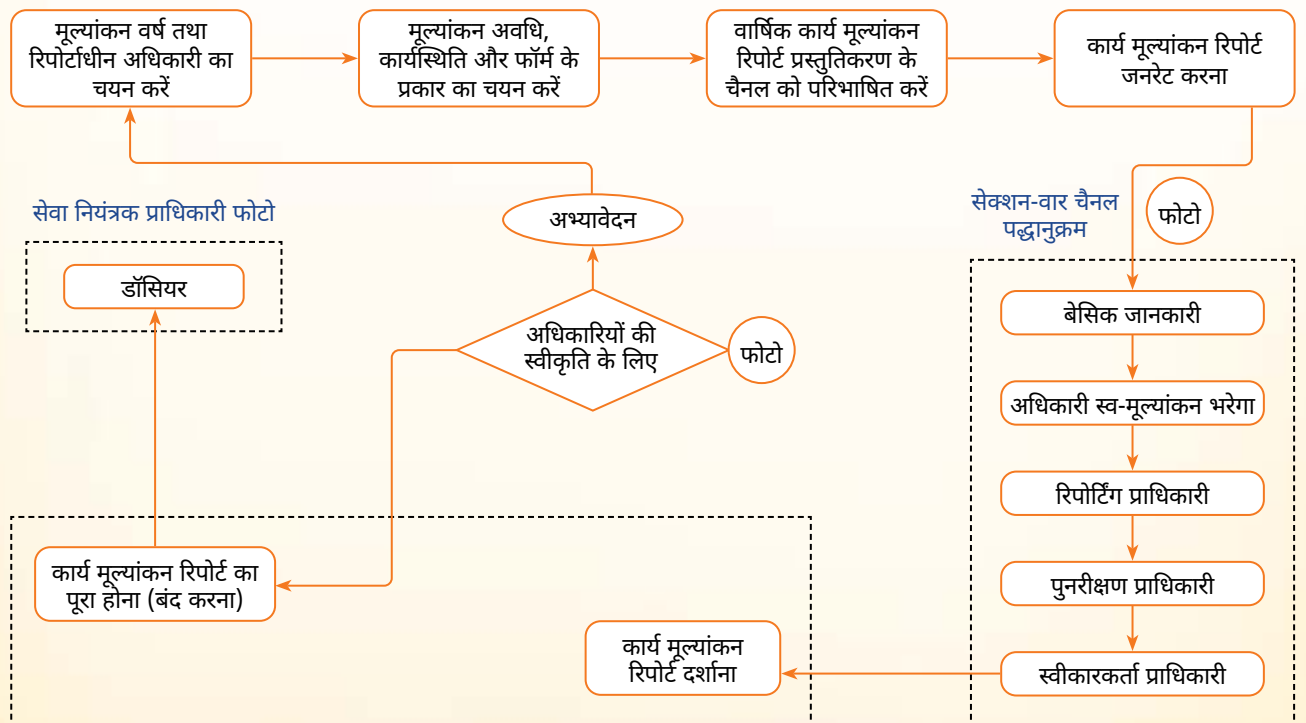 मूल्यांकन वर्ष तथा
रिपोर्टाधीन अधिकारी का
चयन करें
मूल्यांकन अवधि,
कार्यस्थिति और फॉर्म के
प्रकार का चयन करें
वार्षिक कार्य मूल्यांकन
रिपोर्ट प्रस्तुतिकरण के
चैनल को परिभाषित करें
कार्य मूल्यांकन रिपोर्ट
जनरेट करना
सेवा नियंत्रक प्राधिकारी फोटो
डॉसियर
अभ्यावेदन
अधिकारियों की
स्वीकृति के लिए
फोटो
सेक्शन-वार चैनल
पद्धानुक्रम
फोटो
बेसिक जानकारी
अधिकारी स्व-मूल्यांकन भरेगा
रिपोर्टिंग प्राधिकारी
पुनरीक्षण प्राधिकारी
स्वीकारकर्ता प्राधिकारी
कार्य मूल्यांकन
रिपोर्ट दर्शाना
कार्य मूल्यांकन रिपोर्ट का
पूरा होना (बंद करना)